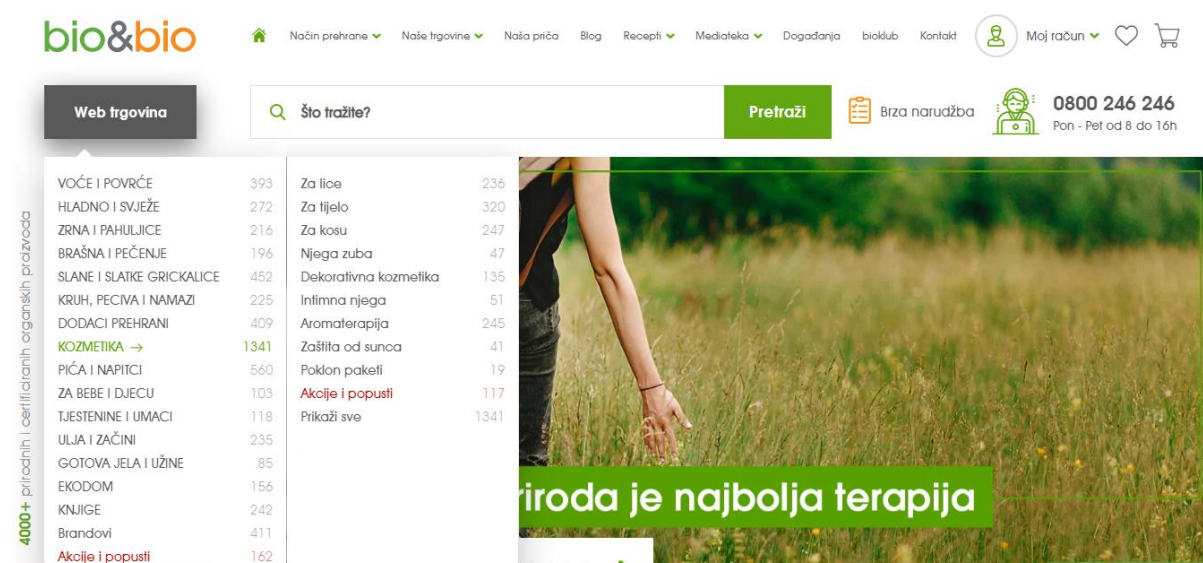 bio&bio
Način prehrane
Naše trgovine
Naša priča
Blog
Recepti
Mediateka
Događanja
bioklub
Kontakt
Moj račun
Web trgovina
Što tražite?
Pretraži
Brza narudžba
0800 246 246
Pon - Pet od 8 do 16h
4000+ prirodnih i certificiranih organskih proizvoda
VOĆE I POVRĆE 393
HLADNO I SVJEŽE 272
ZRNA I PAHULJICE 216
BRAŠNA I PEČENJE 196
SLANE I SLATKE GRICKALICE 452
KRUH, PECIVA I NAMAZI 225
DODACI PREHRANI 409
KOZMETIKA → 1341
PIĆA I NAPITCI 560
ZA BEBE I DJECU 103
TJESTENINE I UMACI 118
ULJA I ZAČINI 235
GOTOVA JELA I UŽINE 85
EKODOM 156
KNJIGE 242
Brandovi 411
Akcije i popusti 162
Za lice 236
Za tijelo 320
Za kosu 247
Njega zuba 47
Dekorativna kozmetika 135
Intimna njega 51
Aromaterapija 245
Zaštita od sunca 41
Poklon paketi 19
Akcije i popusti 117
Prikaži sve 1341
riroda je najbolja terapija